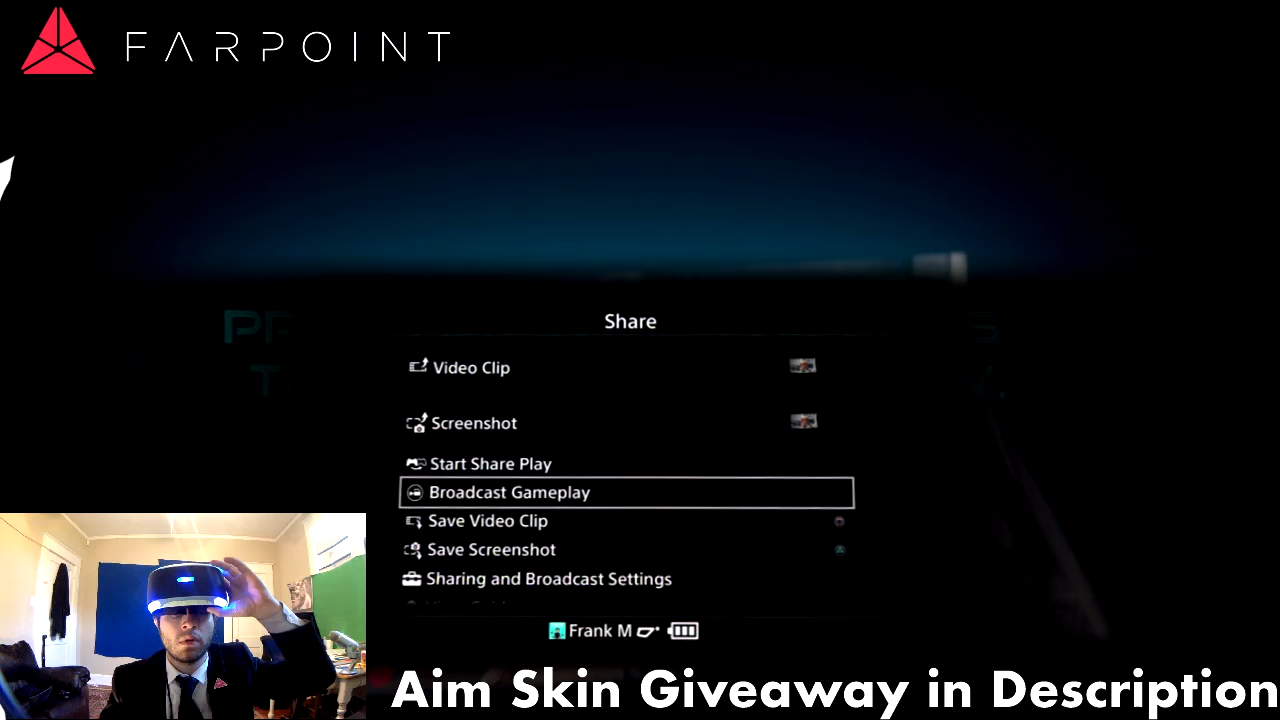 FARPOINT
Share
Video Clip
Screenshot
Start Share Play
Broadcast Gameplay
Save Video Clip
Save Screenshot
Sharing and Broadcast Settings
Frank M
Aim Skin Giveaway in Description